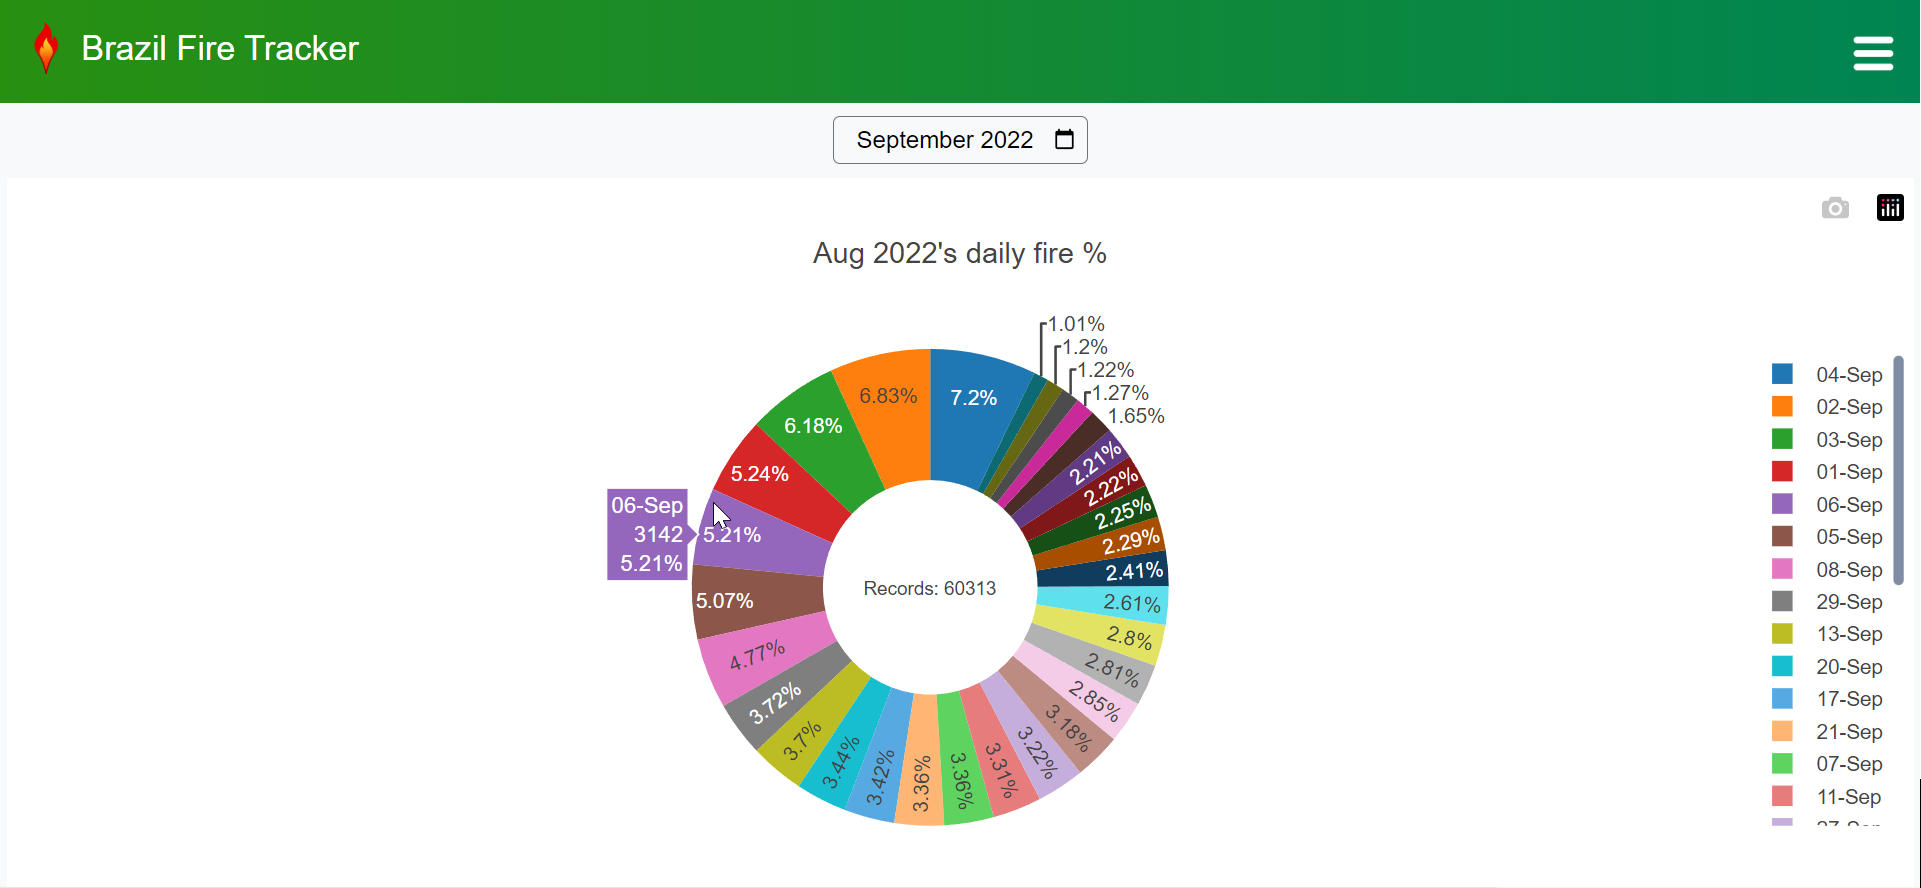 Brazil Fire Tracker
September 2022
Aug 2022's daily fire %
1.01%
1.2%
1.22%
1.27%
1.65%
2.21%
2.22%
2.25%
2.29%
2.41%
2.61%
2.8%
2.81%
2.85%
3.18%
3.22%
3.31%
3.36%
3.36%
3.42%
3.44%
3.7%
3.72%
4.77%
5.07%
5.21%
5.24%
6.18%
6.83%
7.2%
06-Sep
3142
5.21%
Records: 60313
04-Sep
02-Sep
03-Sep
01-Sep
06-Sep
05-Sep
08-Sep
29-Sep
13-Sep
20-Sep
17-Sep
21-Sep
07-Sep
11-Sep
27-Sep